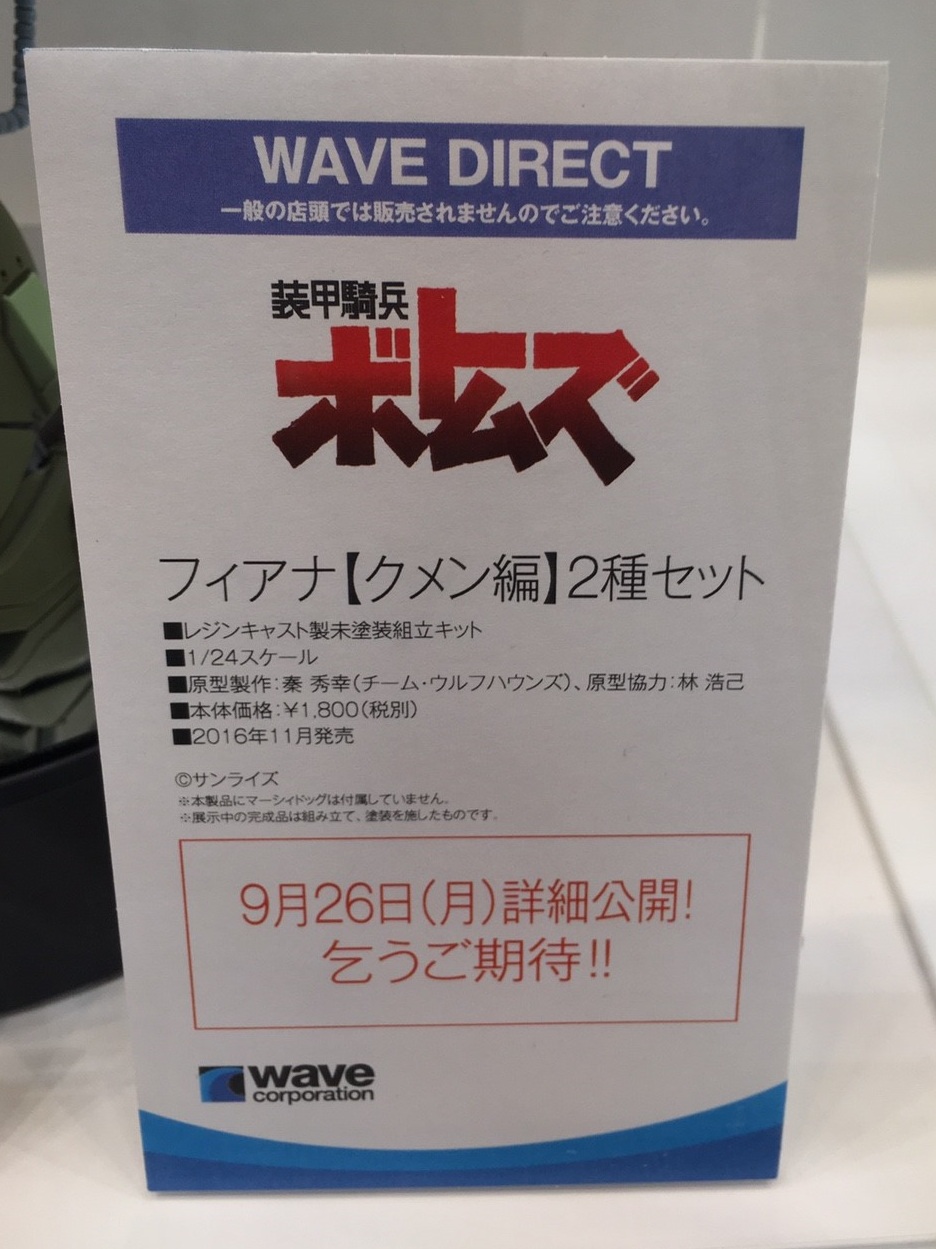 WAVE DIRECT
一般の店頭では販売されませんのでご注意ください。
装甲騎兵
ボトムズ
フィアナ【クメン編】2種セット
■レジンキャスト製未塗装組立キット
■1/24スケール
■原型製作:秦 秀幸(チーム・ウルフハウンズ)、原型協力:林 浩己
■本体価格:¥1,800(税別)
■2016年11月発売
©サンライズ
※本製品にマーシィドッグは付属していません。
※展示中の完成品は組み立て、塗装を施したものです。
9月26日(月)詳細公開!
乞うご期待!!
wave
corporation